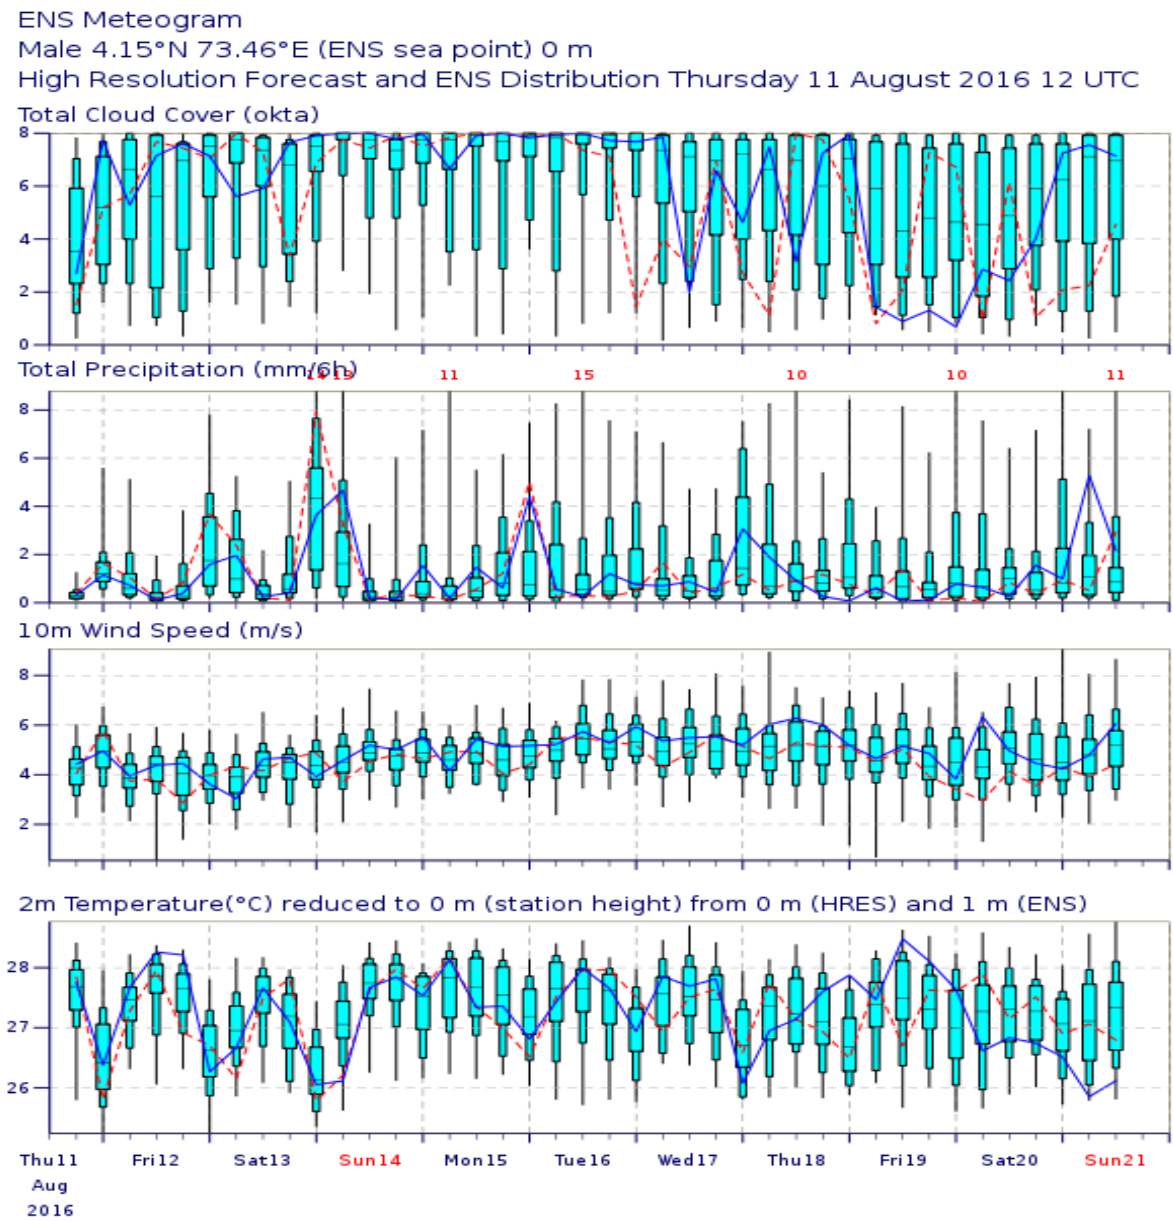 ENS Meteogram
Male 4.15°N 73.46°E (ENS sea point) 0 m
High Resolution Forecast and ENS Distribution Thursday 11 August 2016 12 UTC
Total Cloud Cover (okta)
8
6
4
2
0
Total Precipitation (mm/6h)
11 15 10 10 11
8
6
4
2
0
10m Wind Speed (m/s)
8
6
4
2
2m Temperature(°C) reduced to 0 m (station height) from 0 m (HRES) and 1 m (ENS)
28
27
26
Thu11 Fri12 Sat13 Sun14 Mon15 Tue16 Wed17 Thu18 Fri19 Sat20 Sun21
Aug
2016